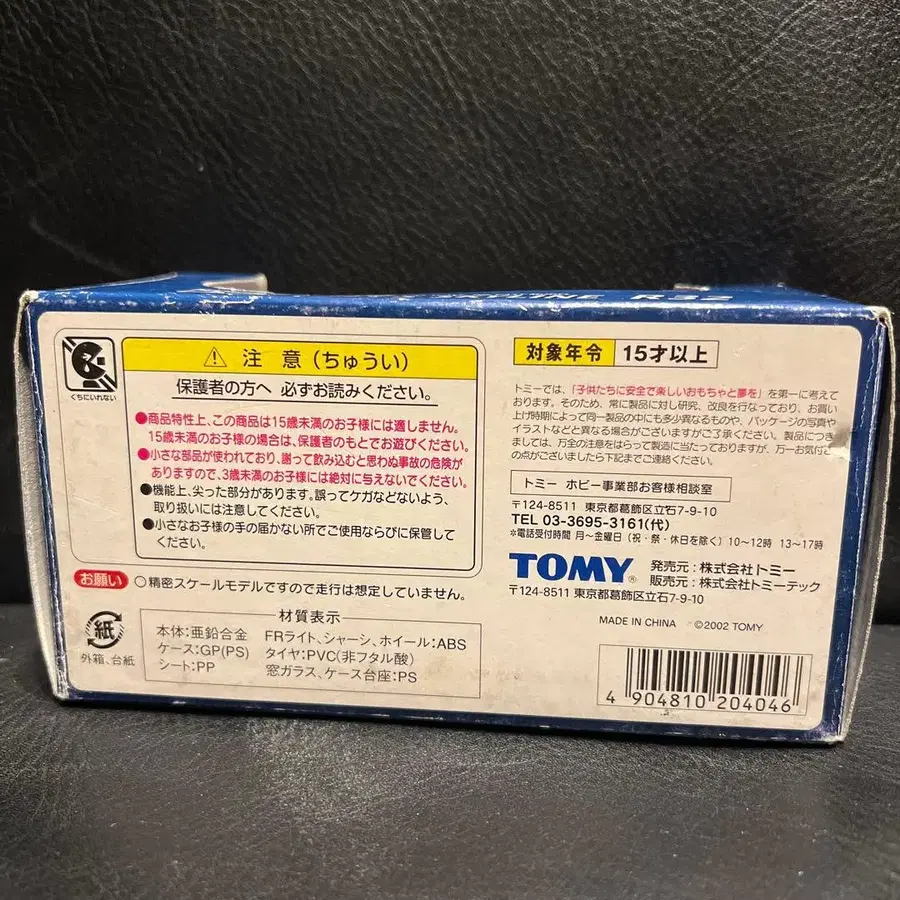 R32
くちにいれない
注 意（ちゅうい）
保護者の方へ 必ずお読みください。
●商品特性上、この商品は15歳未満のお子様には適しません。
15歳未満のお子様の場合は、保護者のもとでお遊びください。
●小さな部品が使われており、謝って飲み込むと思わぬ事故の危険が
ありますので、3歳未満のお子様には絶対に与えないでください。
●機能上、尖った部分があります。誤ってケガなどないよう、
取り扱いには注意してください。
●小さなお子様の手の届かない所でご使用ならびに保管して
ください。
お願い ○精密スケールモデルですので走行は想定していません。
紙
外箱、台紙
材質表示
本体：亜鉛合金 FRライト、シャーシ、ホイール：ABS
ケース：GP(PS) タイヤ：PVC(非フタル酸)
シート：PP 窓ガラス、ケース台座：PS
対象年令 15才以上
トミーでは、「子供たちに安全で楽しいおもちゃと夢を」を第一に考えて
おります。そのため、常に製品に対し研究、改良を行なっており、お買い
上げ時期によって同一製品の中にも多少異なるものや、パッケージの写真や
イラストなどと異なる場合がございますがご了承ください。製品につき
ましては、万全の注意をはらって製造に当たっておりますが、万一お気付き
の点がございましたら下記までご連絡ください。
トミー ホビー事業部お客様相談室
〒124-8511 東京都葛飾区立石7-9-10
TEL 03-3695-3161(代)
※電話受付時間 月〜金曜日（祝・祭・休日を除く）10〜12時 13〜17時
TOMY® 発売元：株式会社トミー
販売元：株式会社トミーテック
〒124-8511 東京都葛飾区立石7-9-10
MADE IN CHINA ©2002 TOMY
4 904810 204046